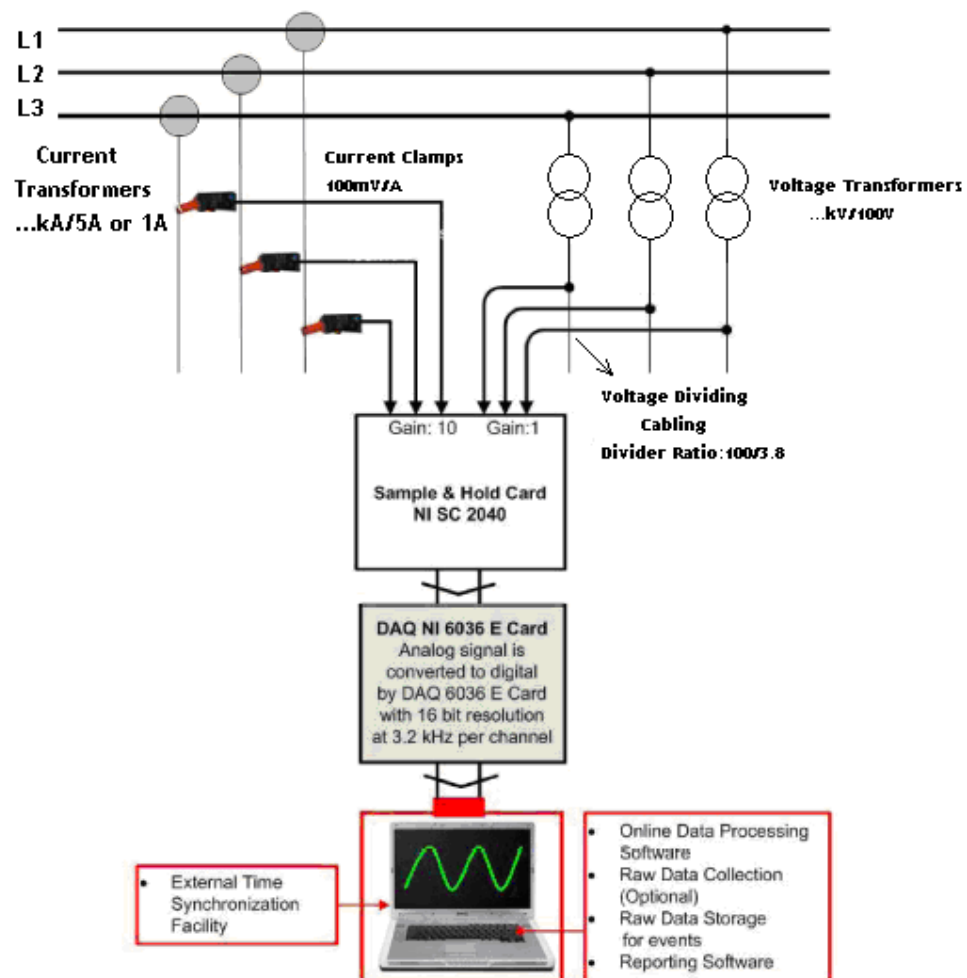 L1
L2
L3
Current
Transformers
...kA/5A or 1A
Current Clamps
100mV/A
Voltage Transformers
...kV/100V
Voltage Dividing
Cabling
Divider Ratio:100/3.8
Gain: 10 Gain:1
Sample & Hold Card
NI SC 2040
DAQ NI 6036 E Card
Analog signal is
converted to digital
by DAQ 6036 E Card
with 16 bit resolution
at 3.2 kHz per channel
• External Time
Synchronization
Facility
• Online Data Processing
Software
• Raw Data Collection
(Optional)
• Raw Data Storage
for events
• Reporting Software